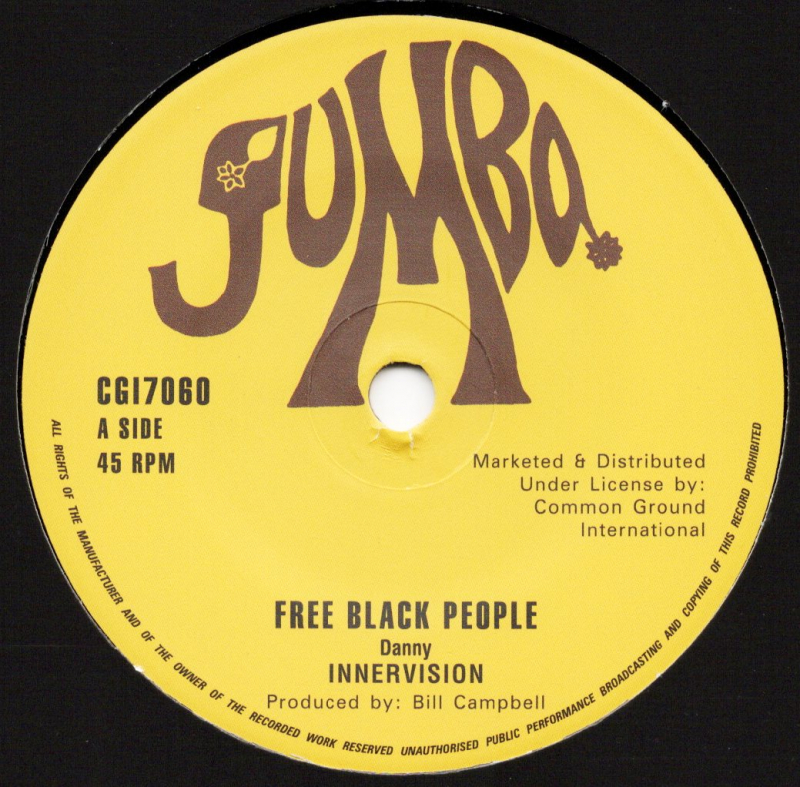 JUMBO
CGI7060
A SIDE
45 RPM
Marketed & Distributed
Under License by:
Common Ground
International
FREE BLACK PEOPLE
Danny
INNERVISION
Produced by: Bill Campbell
ALL RIGHTS OF THE MANUFACTURER AND OF THE OWNER OF THE RECORDED WORK RESERVED UNAUTHORISED PUBLIC PERFORMANCE BROADCASTING AND COPYING OF THIS RECORD PROHIBITED